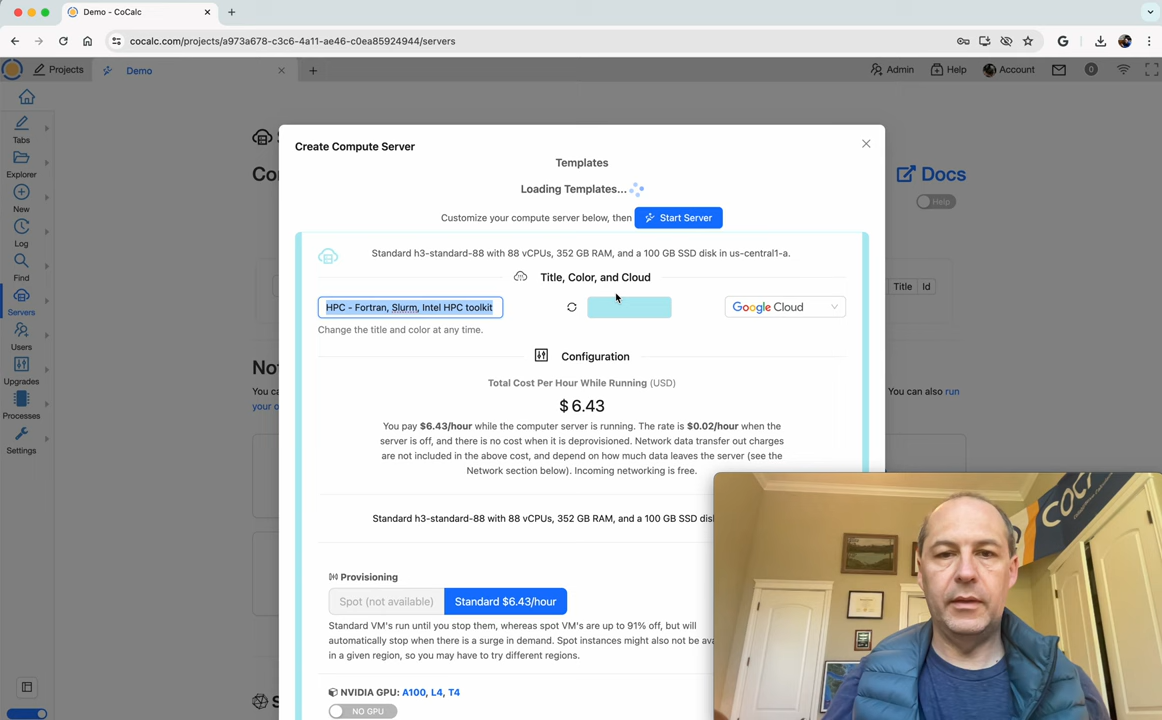 Demo - CoCalc
cocalc.com/projects/a973a678-c3c6-4a11-ae46-c0ea85924944/servers
Projects
Demo
Admin
Help
Account
0
Tabs
Explorer
New
Log
Find
Servers
Users
Upgrades
Processes
Settings
Docs
Help
Title Id
You can also run
Create Compute Server
Templates
Loading Templates...
Customize your compute server below, then Start Server
Standard h3-standard-88 with 88 vCPUs, 352 GB RAM, and a 100 GB SSD disk in us-central1-a.
Title, Color, and Cloud
HPC - Fortran, Slurm, Intel HPC toolkit
Google Cloud
Change the title and color at any time.
Configuration
Total Cost Per Hour While Running (USD)
$ 6.43
You pay $6.43/hour while the computer server is running. The rate is $0.02/hour when the
server is off, and there is no cost when it is deprovisioned. Network data transfer out charges
are not included in the above cost, and depend on how much data leaves the server (see the
Network section below). Incoming networking is free.
Standard h3-standard-88 with 88 vCPUs, 352 GB RAM, and a 100 GB SSD
Provisioning
Spot (not available)
Standard $6.43/hour
Standard VM's run until you stop them, whereas spot VM's are up to 91% off, but will
automatically stop when there is a surge in demand. Spot instances might also not be
in a given region, so you may have to try different regions.
NVIDIA GPU: A100, L4, T4
NO GPU